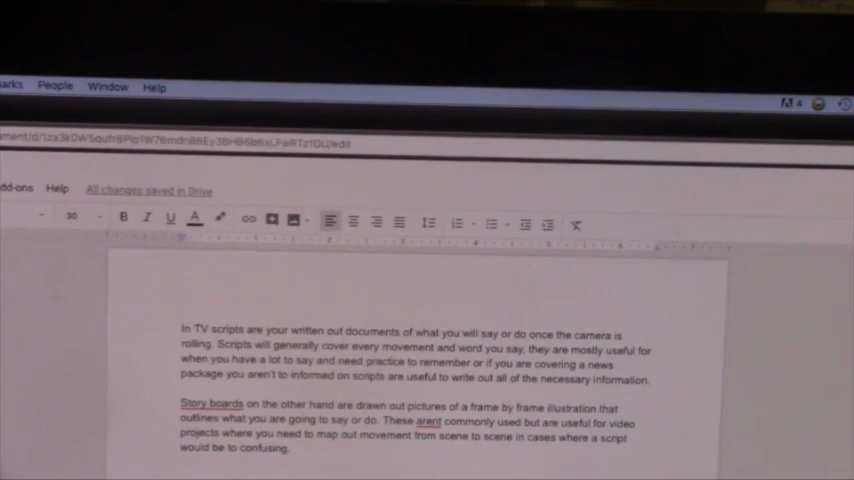 arks People Window Help
4
dd-ons Help All changes saved in Drive
30 B I U A
In TV scripts are your written out documents of what you will say or do once the camera is
rolling. Scripts will generally cover every movement and word you say, they are mostly useful for
when you have a lot to say and need practice to remember or if you are covering a news
package you aren't to informed on scripts are useful to write out all of the necessary information.
Story boards on the other hand are drawn out pictures of a frame by frame illustration that
outlines what you are going to say or do. These arent commonly used but are useful for video
projects where you need to map out movement from scene to scene in cases where a script
would be to confusing.